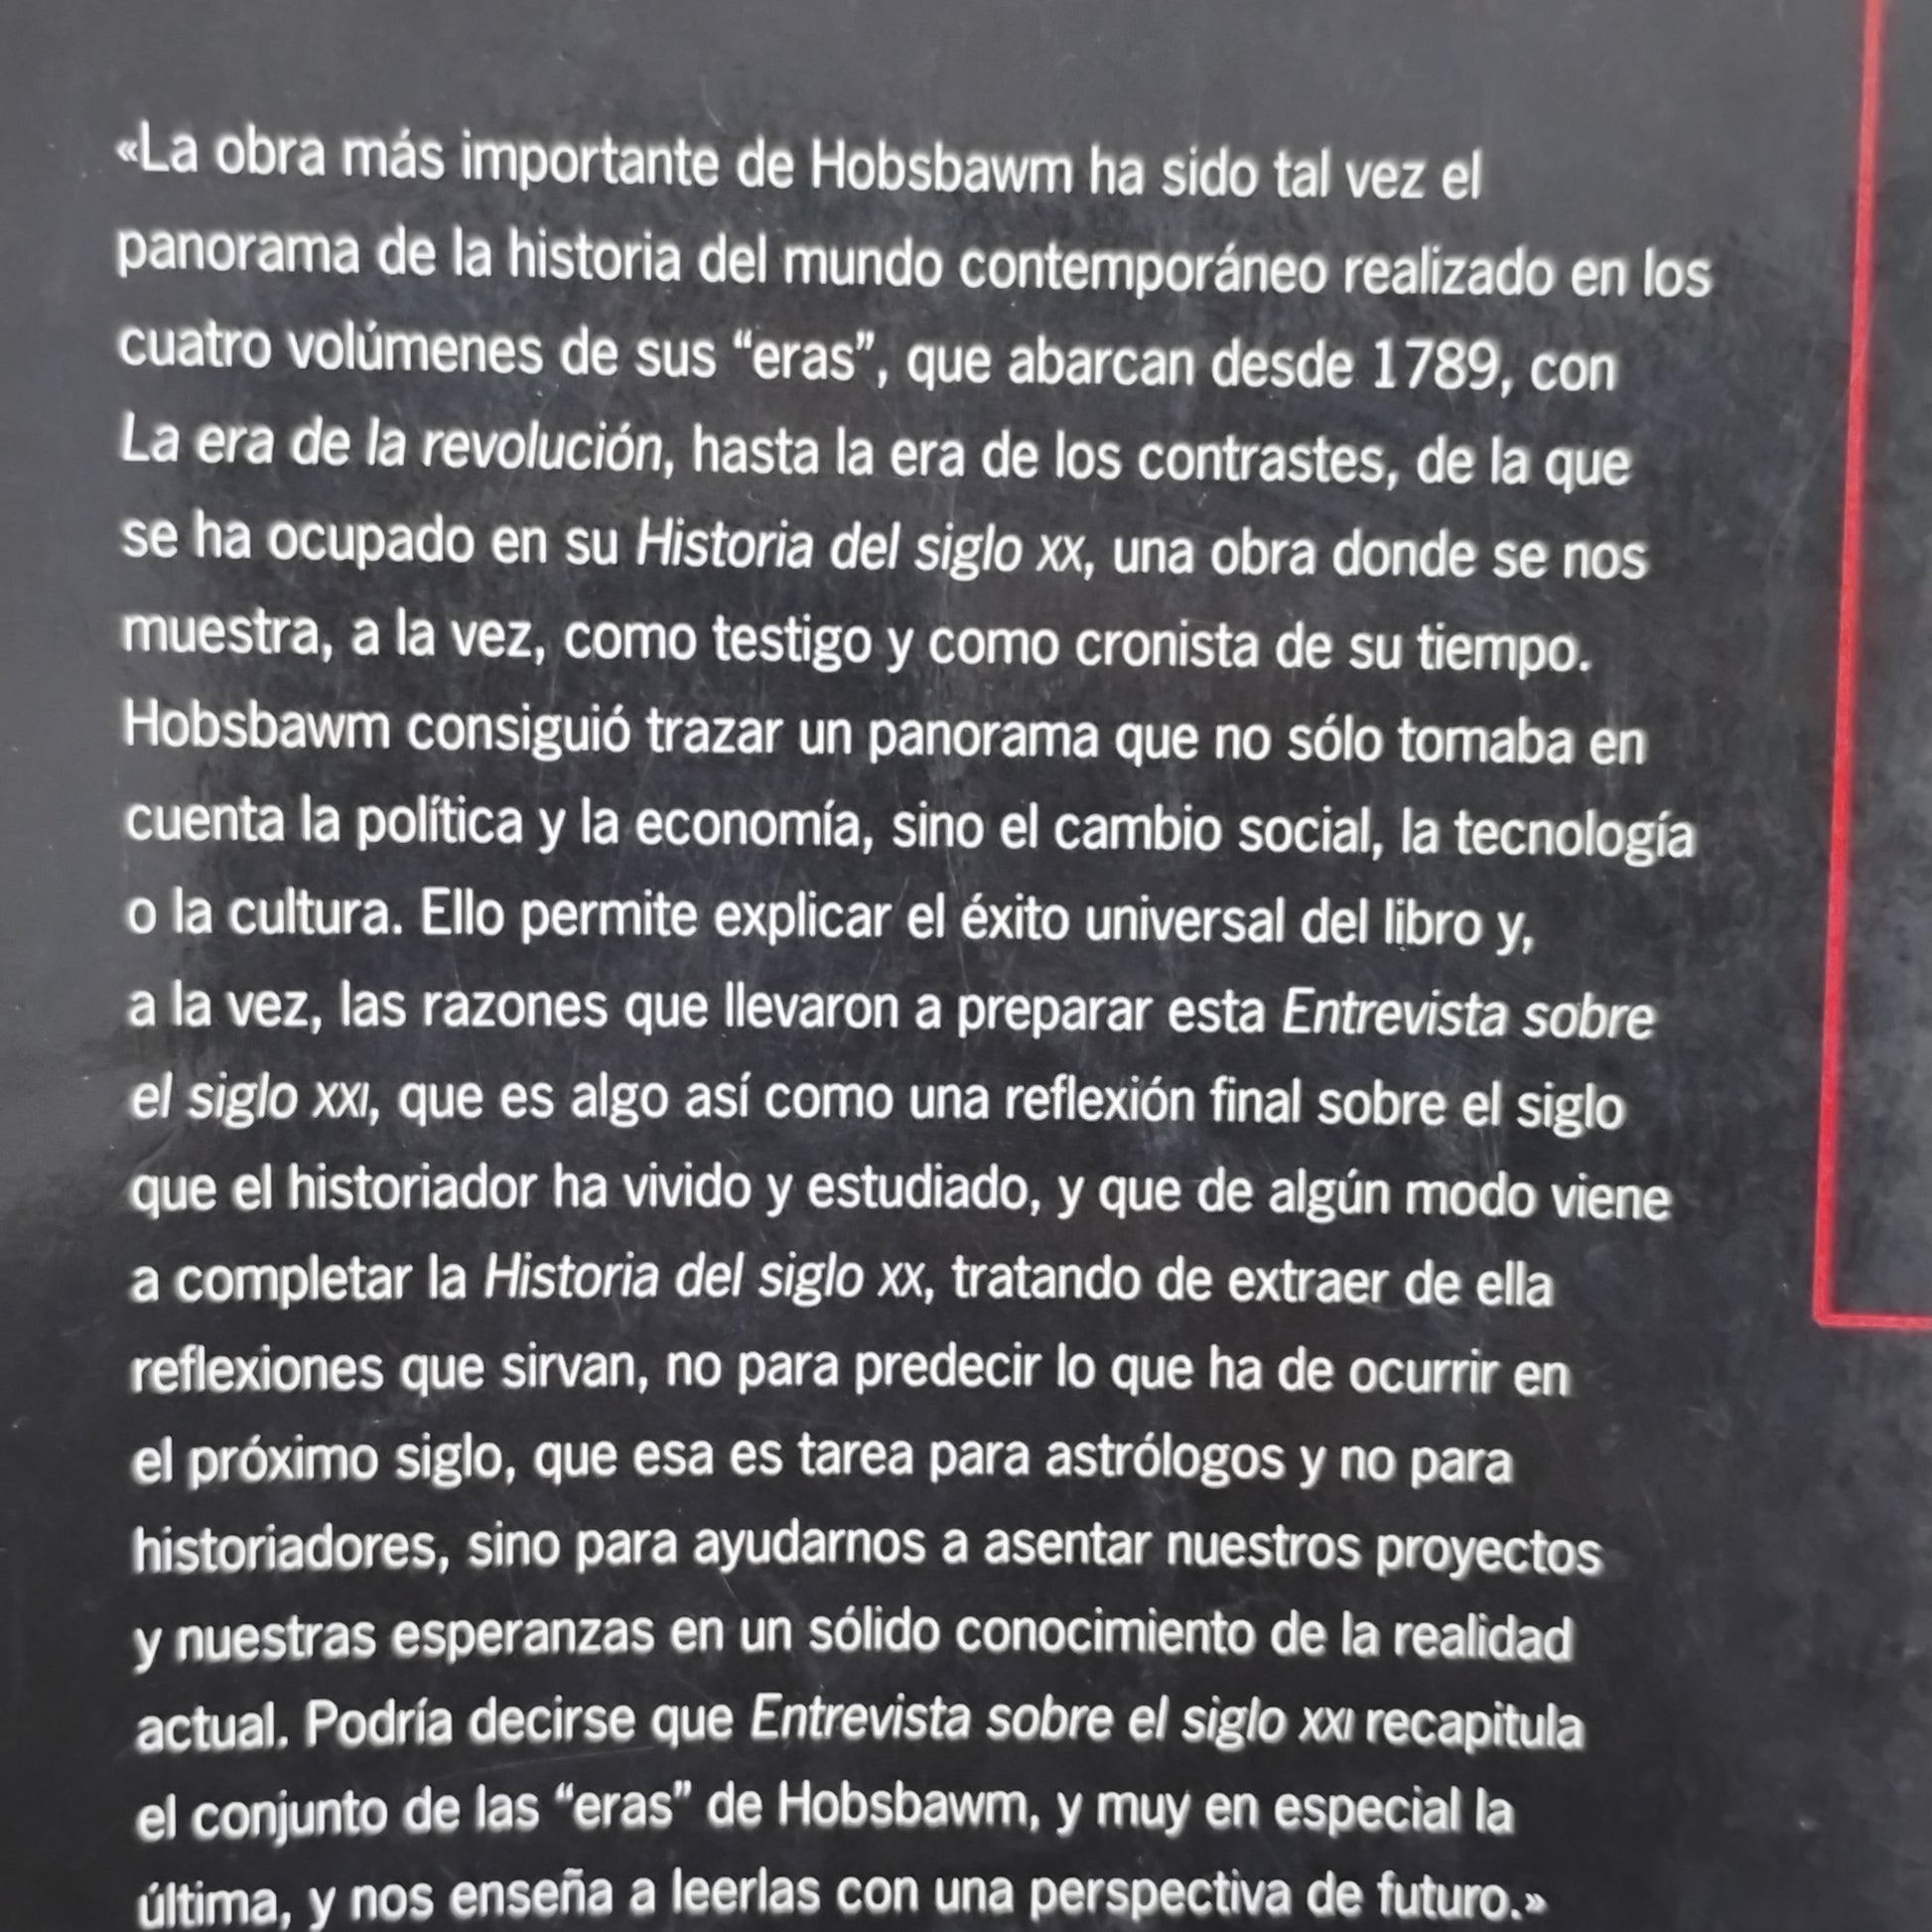 «La obra más importante de Hobsbawm ha sido tal vez el
panorama de la historia del mundo contemporáneo realizado en los
cuatro volúmenes de sus “eras”, que abarcan desde 1789, con
La era de la revolución, hasta la era de los contrastes, de la que
se ha ocupado en su Historia del siglo XX, una obra donde se nos
muestra, a la vez, como testigo y como cronista de su tiempo.
Hobsbawm consiguió trazar un panorama que no sólo tomaba en
cuenta la política y la economía, sino el cambio social, la tecnología
o la cultura. Ello permite explicar el éxito universal del libro y,
a la vez, las razones que llevaron a preparar esta Entrevista sobre
el siglo XXI, que es algo así como una reflexión final sobre el siglo
que el historiador ha vivido y estudiado, y que de algún modo viene
a completar la Historia del siglo XX, tratando de extraer de ella
reflexiones que sirvan, no para predecir lo que ha de ocurrir en
el próximo siglo, que esa es tarea para astrólogos y no para
historiadores, sino para ayudarnos a asentar nuestros proyectos
y nuestras esperanzas en un sólido conocimiento de la realidad
actual. Podría decirse que Entrevista sobre el siglo XXI recapitula
el conjunto de las “eras” de Hobsbawm, y muy en especial la
última, y nos enseña a leerlas con una perspectiva de futuro.»